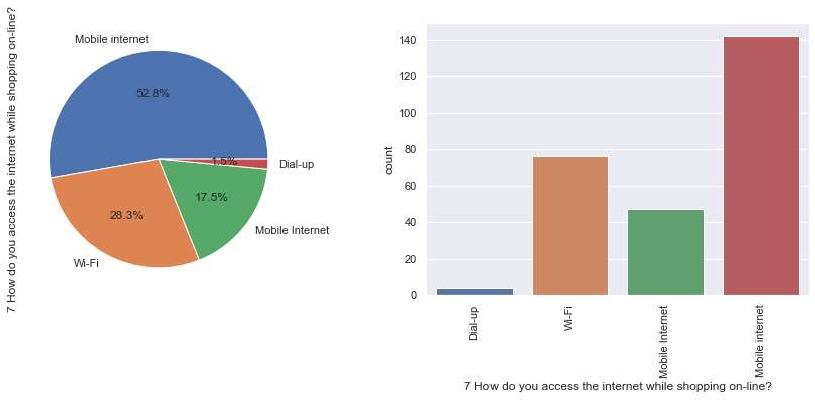 7 How do you access the internet while shopping on-line?
Mobile internet
52.8%
Wi-Fi
28.3%
Mobile Internet
17.5%
Dial-up
1.5%
count
140
120
100
80
60
40
20
0
Dial-up
Wi-Fi
Mobile Internet
Mobile internet
7 How do you access the internet while shopping on-line?